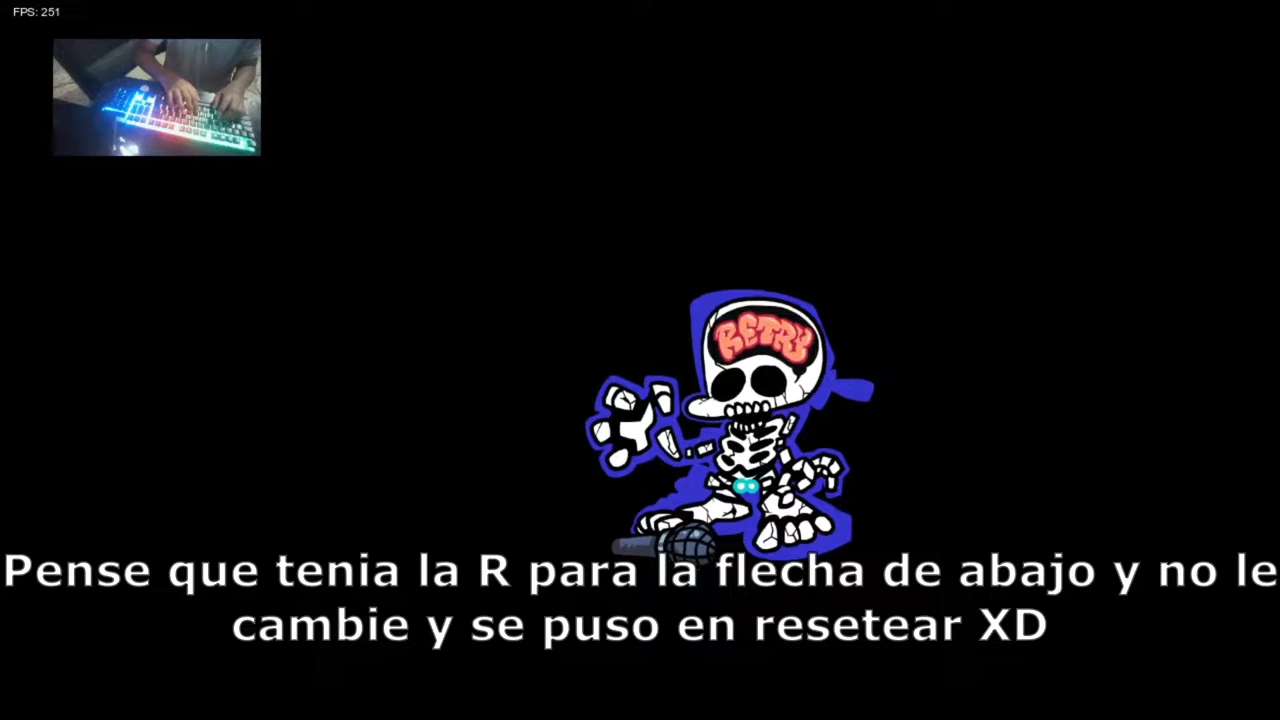 FPS: 251
RETRY
Pense que tenia la R para la flecha de abajo y no le
cambie y se puso en resetear XD